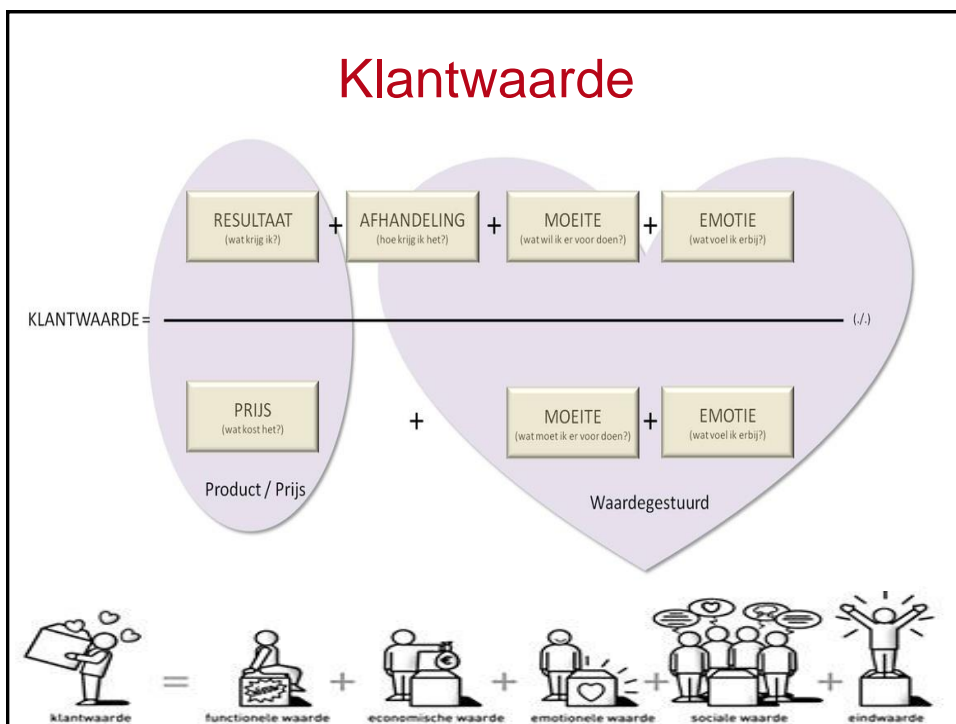 Klantwaarde
RESULTAAT + AFHANDELING + MOEITE + EMOTIE
(wat krijg ik?) (hoe krijg ik het?) (wat wil ik er voor doen?) (wat voel ik erbij?)
KLANTWAARDE = (./.)
PRIJS + MOEITE + EMOTIE
(wat kost het?) (wat moet ik er voor doen?) (wat voel ik erbij?)
Product / Prijs Waardegestuurd
= + + + +
klantwaarde functionele waarde economische waarde emotionele waarde sociale waarde eindwaarde